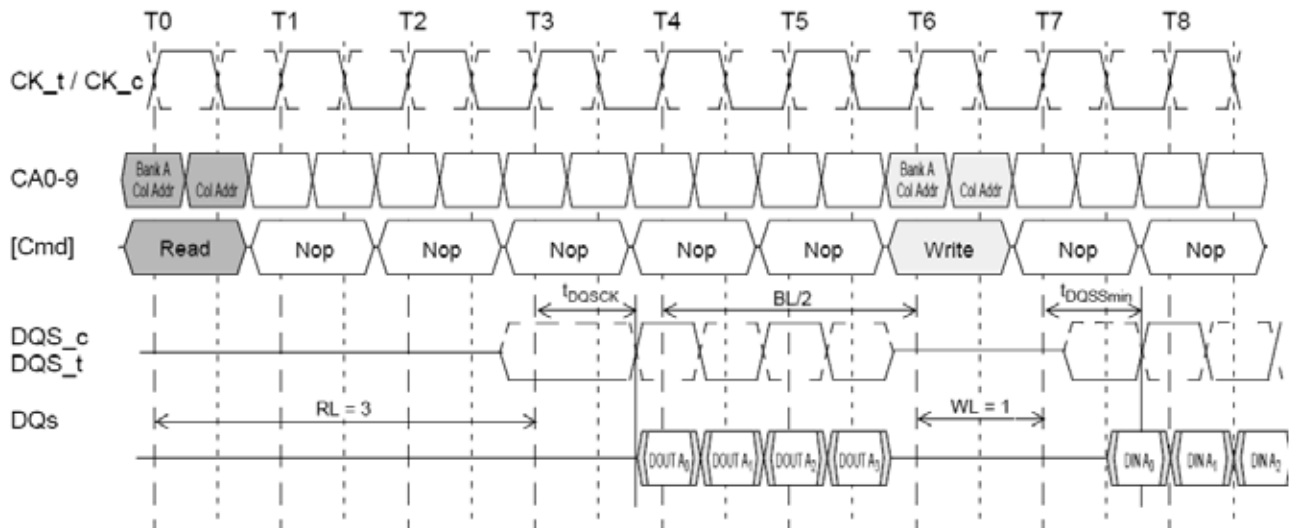 T0 T1 T2 T3 T4 T5 T6 T7 T8
CK_t / CK_c
CA0-9 Bank A Col Addr Col Addr Bank A Col Addr Col Addr
[Cmd] Read Nop Nop Nop Nop Nop Write Nop Nop
tDQSCK BL/2 tDQSSmin
DQS_c
DQS_t
RL = 3 WL = 1
DQs
DOUT A0 DOUT A1 DOUT A2 DOUT A3 DIN A0 DIN A1 DIN A2